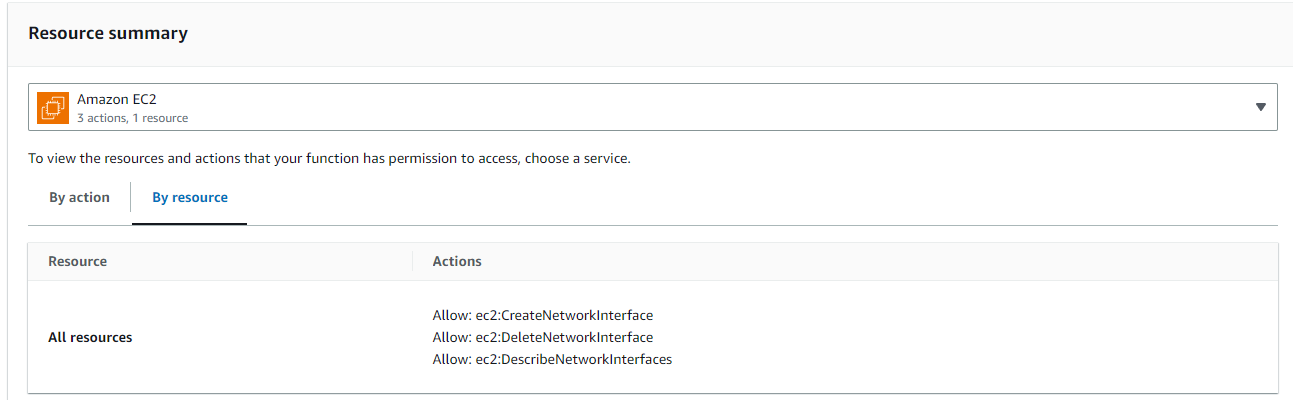 Resource summary
Amazon EC2
3 actions, 1 resource
To view the resources and actions that your function has permission to access, choose a service.
By action
By resource
Resource
Actions
All resources
Allow: ec2:CreateNetworkInterface
Allow: ec2:DeleteNetworkInterface
Allow: ec2:DescribeNetworkInterfaces